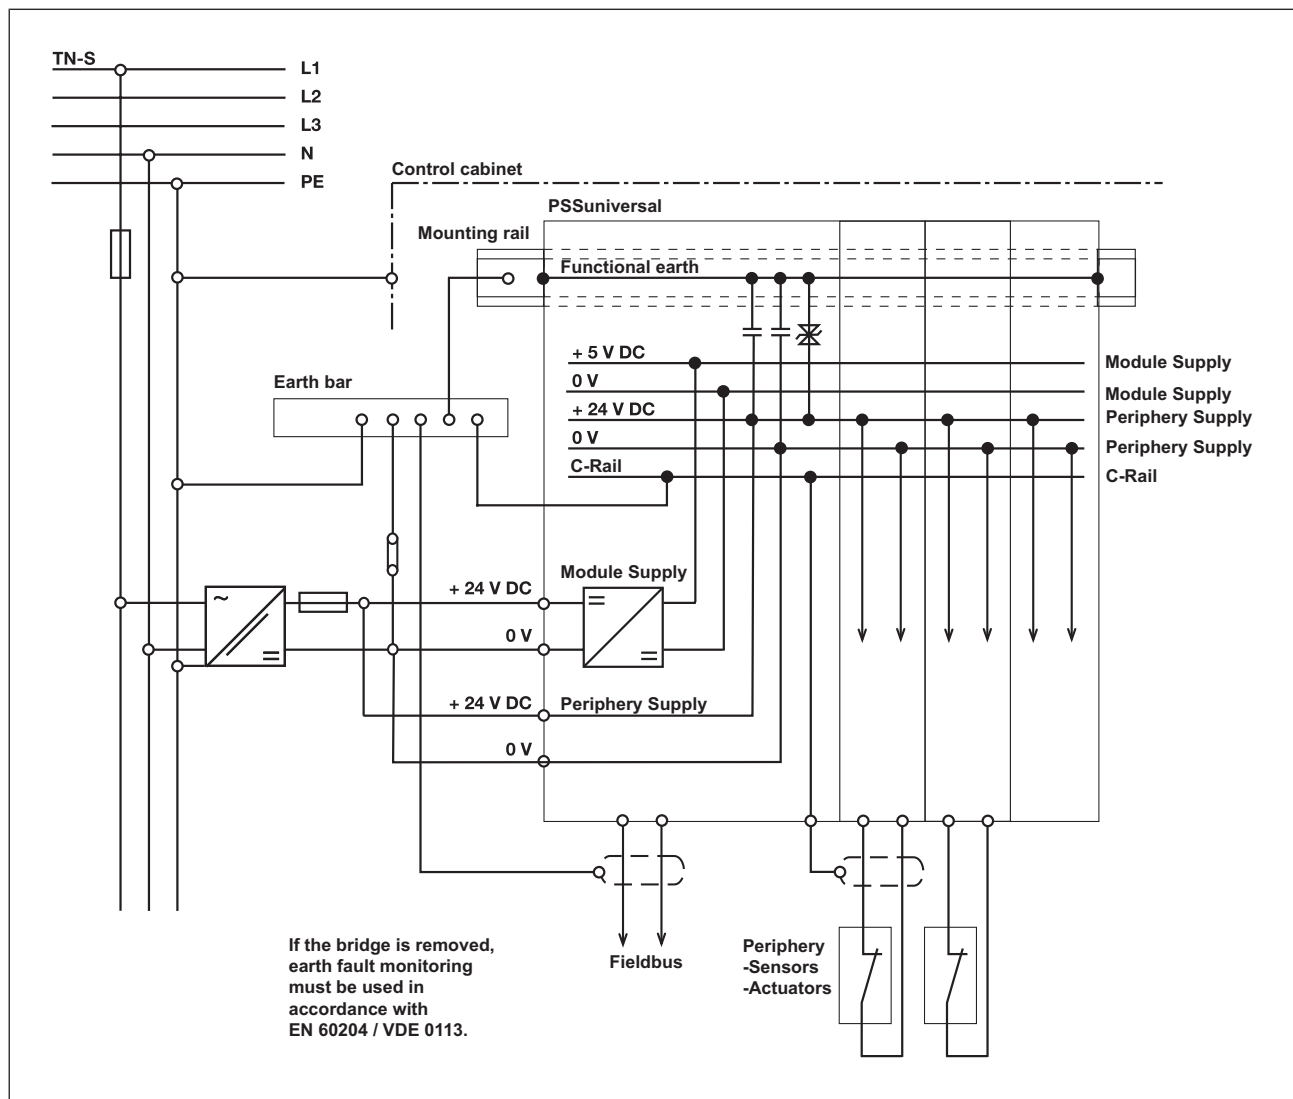 TN-S
L1
L2
L3
N
PE
Control cabinet
PSSuniversal
Mounting rail
Functional earth
+ 5 V DC
Module Supply
Earth bar
0 V
Module Supply
+ 24 V DC
Periphery Supply
0 V
Periphery Supply
C-Rail
C-Rail
Module Supply
+ 24 V DC
~
0 V
+ 24 V DC
Periphery Supply
0 V
If the bridge is removed,
earth fault monitoring
must be used in
accordance with
EN 60204 / VDE 0113.
Fieldbus
Periphery
-Sensors
-Actuators